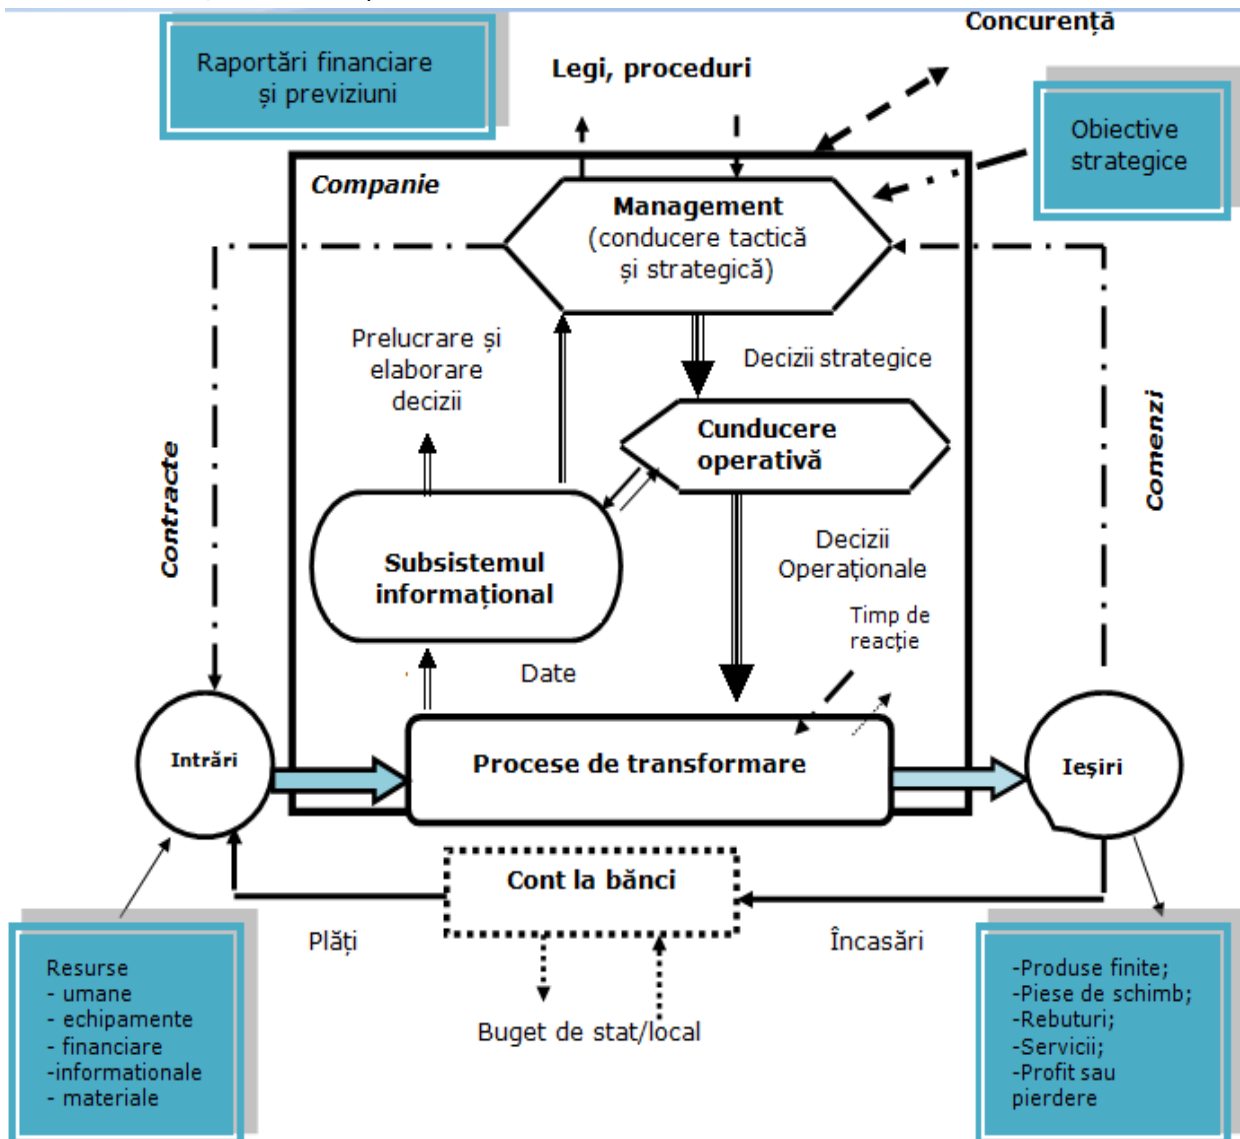 Concurență
Raportări financiare
și previziuni
Legi, proceduri
Obiective
strategice
Companie
Management
(conducere tactică
și strategică)
Prelucrare și
elaborare
decizii
Decizii strategice
Cunducere
operativă
Contracte
Comenzi
Subsistemul
informațional
Decizii
Operaționale
Timp de
reacție
Date
Intrări
Procese de transformare
Ieșiri
Cont la bănci
Plăți
Încasări
Buget de stat/local
Resurse
- umane
- echipamente
- financiare
-informationale
- materiale
-Produse finite;
-Piese de schimb;
-Rebuturi;
-Servicii;
-Profit sau
pierdere